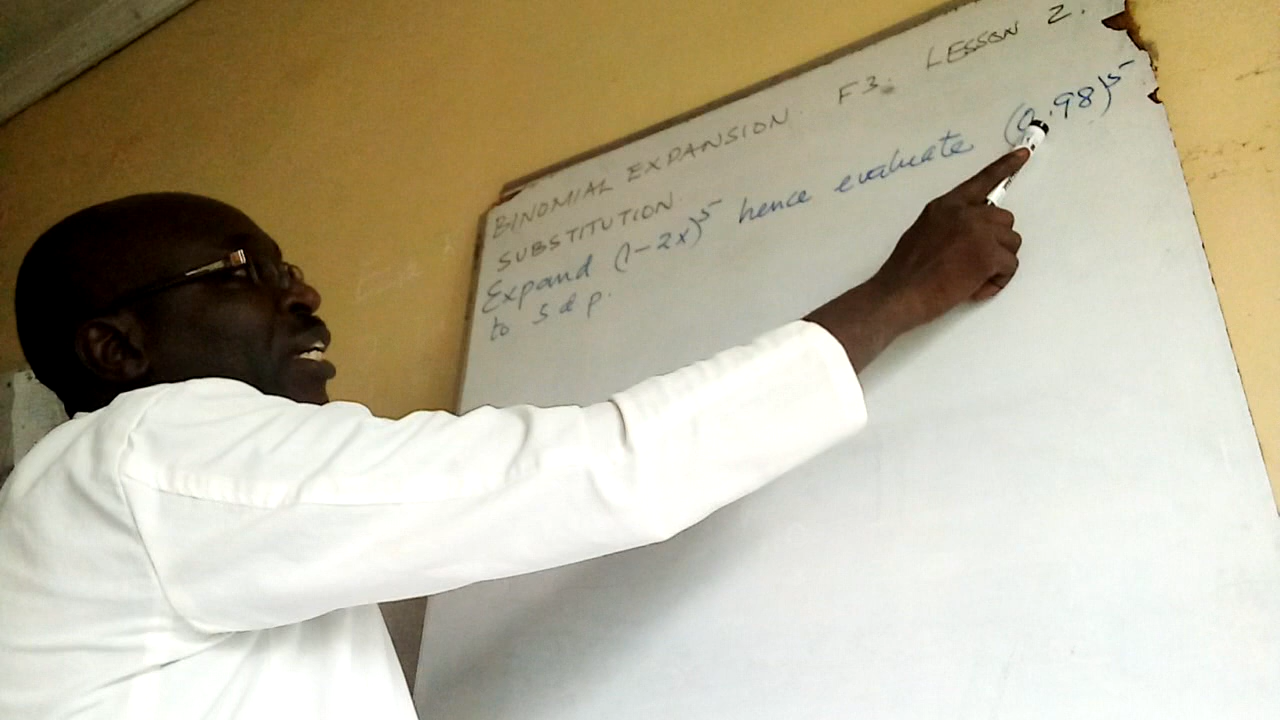 BINOMIAL EXPANSION. F3. LESSON 2.
SUBSTITUTION.
Expand (1-2x)^5 hence evaluate (0.98)^5
to 5 d p.